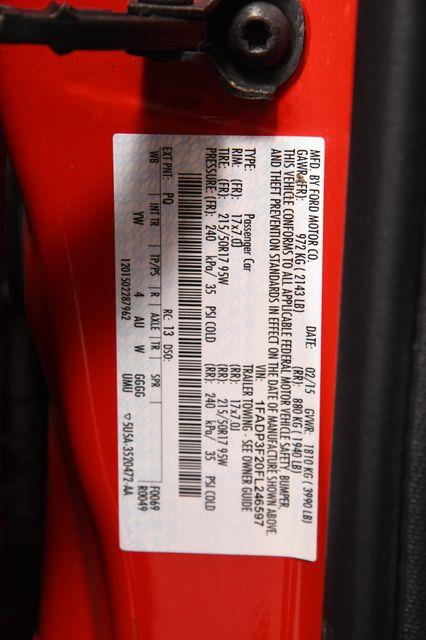 MFD. BY FORD MOTOR CO.
DATE: 02/15 GVWR: 1810 KG ( 3990 LB)
GAWR (FR): 972 KG ( 2143 LB) (RR): 880 KG ( 1940 LB)
THIS VEHICLE CONFORMS TO ALL APPLICABLE FEDERAL MOTOR VEHICLE SAFETY, BUMPER,
AND THEFT PREVENTION STANDARDS IN EFFECT ON THE DATE OF MANUFACTURE SHOWN ABOVE.
VIN: 1FADP3F20FL246597
TYPE: Passenger Car TRAILER TOWING - SEE OWNER GUIDE
RIM: (FR): 17x7.0J (RR): 17x7.0J
TIRE: (FR): 215/50R17 95W (RR): 215/50R17 95W
PRESSURE: (FR): 240 kPa/ 35 PSI COLD (RR): 240 kPa/ 35 PSI COLD
EXT PNT: PQ RC: 13 DSO: F0069
R0049
WB INT TR TP/PS R AXLE TR SPR
YW 4 AU W GGGG UMU
1201502287962 5U5A-3520472-AA